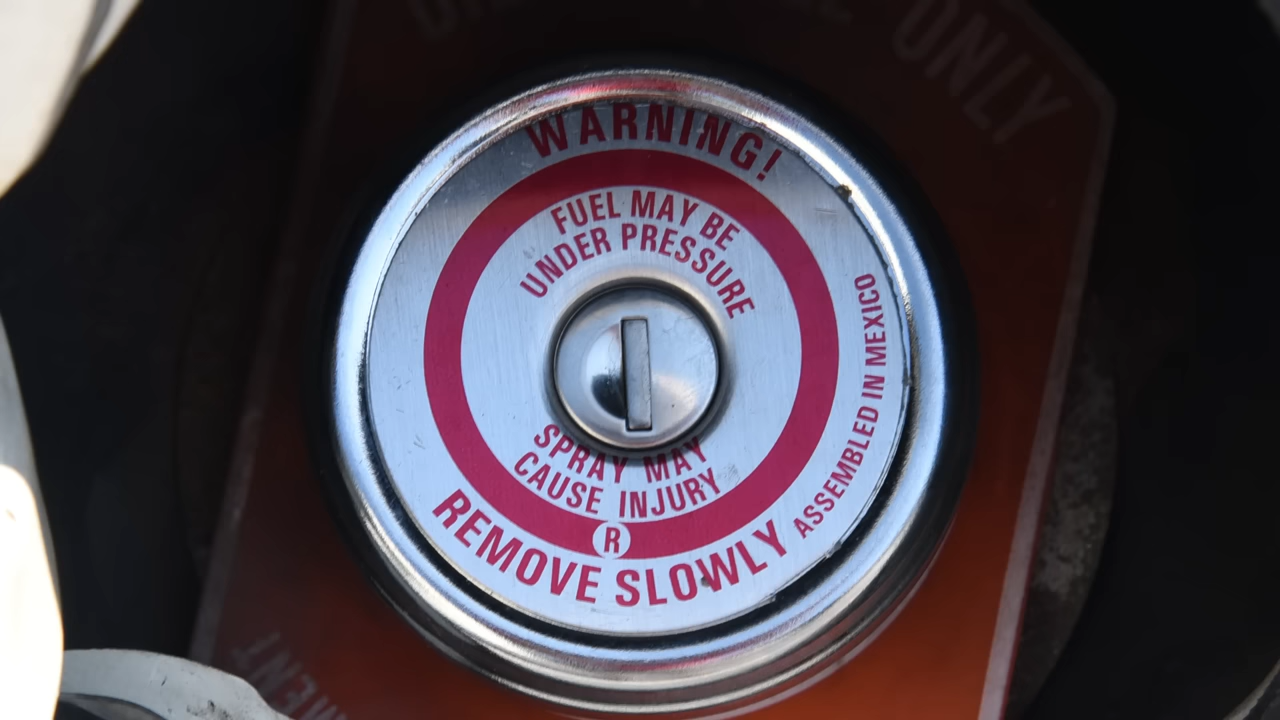 ONLY
WARNING!
FUEL MAY BE
UNDER PRESSURE
SPRAY MAY
CAUSE INJURY
R
REMOVE SLOWLY
ASSEMBLED IN MEXICO